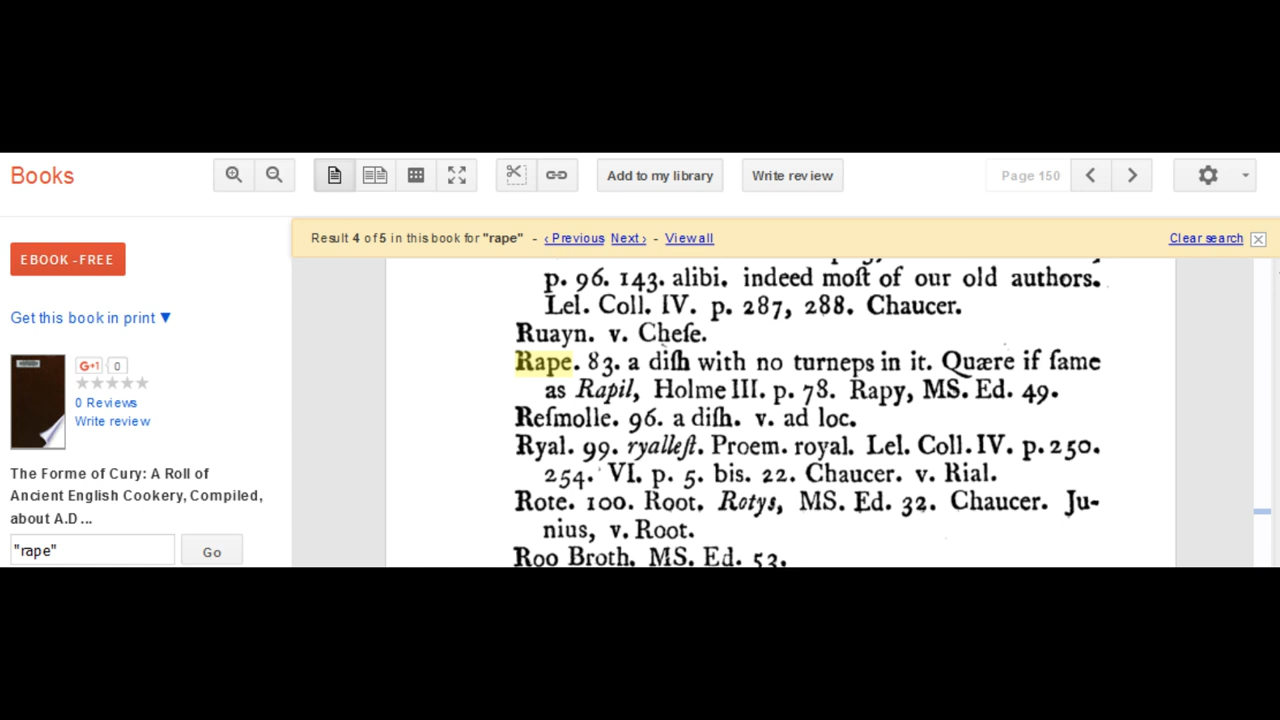 Books
Add to my library
Write review
Page 150
Result 4 of 5 in this book for "rape" - ‹ Previous Next › - View all
Clear search
EBOOK - FREE
Get this book in print ▼
G+1 0
0 Reviews
Write review
The Forme of Cury: A Roll of
Ancient English Cookery, Compiled,
about A.D ...
"rape"
Go
p. 96. 143. alibi. indeed moſt of our old authors.
Lel. Coll. IV. p. 287, 288. Chaucer.
Ruayn. v. Cheſe.
Rape. 83. a diſh with no turneps in it. Quære if ſame
as Rapil, Holme III. p. 78. Rapy, MS. Ed. 49.
Reſmolle. 96. a diſh. v. ad loc.
Ryal. 99. ryalleſt. Proem. royal. Lel. Coll. IV. p. 250.
254. VI. p. 5. bis. 22. Chaucer. v. Rial.
Rote. 100. Root. Rotys, MS. Ed. 32. Chaucer. Ju-
nius, v. Root.
Roo Broth, MS. Ed. 53.